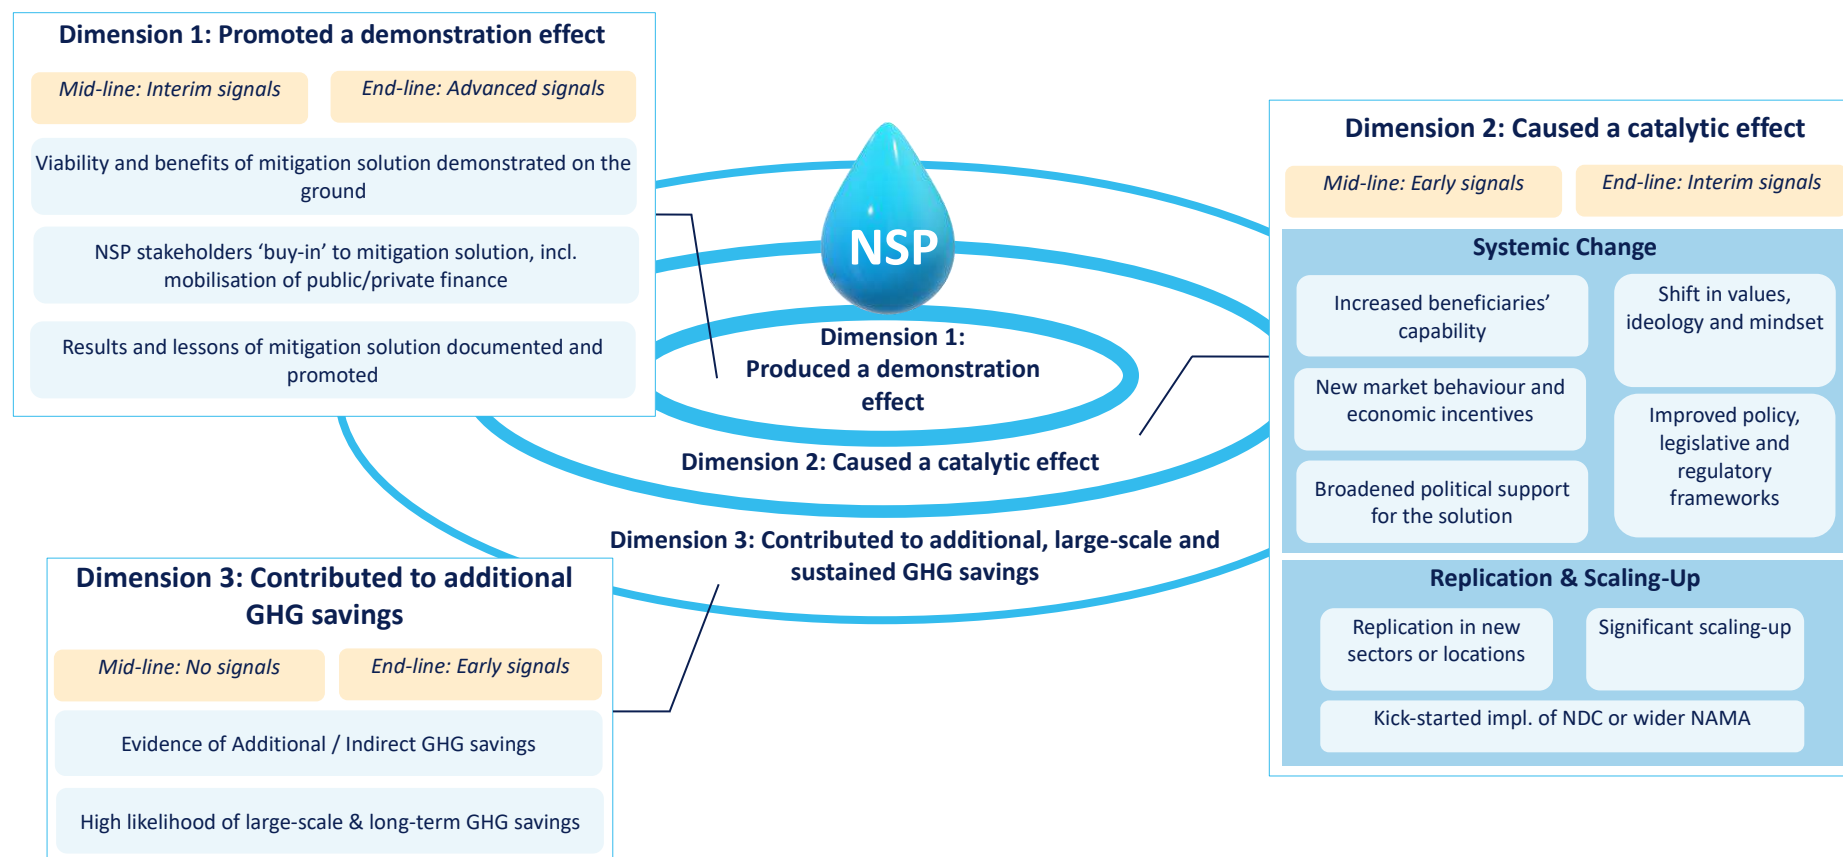 Dimension 1: Promoted a demonstration effect
Mid-line: Interim signals
End-line: Advanced signals
Viability and benefits of mitigation solution demonstrated on the
ground
NSP stakeholders ‘buy-in’ to mitigation solution, incl.
mobilisation of public/private finance
Results and lessons of mitigation solution documented and
promoted
NSP
Dimension 1:
Produced a demonstration
effect
Dimension 2: Caused a catalytic effect
Dimension 3: Contributed to additional, large-scale and
sustained GHG savings
Dimension 2: Caused a catalytic effect
Mid-line: Early signals
End-line: Interim signals
Systemic Change
Increased beneficiaries’
capability
Shift in values,
ideology and mindset
New market behaviour and
economic incentives
Improved policy,
legislative and
regulatory
frameworks
Broadened political support
for the solution
Replication & Scaling-Up
Replication in new
sectors or locations
Significant scaling-up
Kick-started impl. of NDC or wider NAMA
Dimension 3: Contributed to additional
GHG savings
Mid-line: No signals
End-line: Early signals
Evidence of Additional / Indirect GHG savings
High likelihood of large-scale & long-term GHG savings